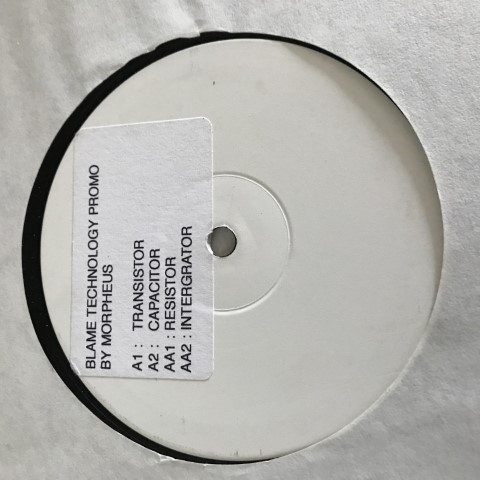 BLAME TECHNOLOGY PROMO
BY MORPHEUS
A1 : TRANSISTOR
A2 : CAPACITOR
AA1 : RESISTOR
AA2 : INTERGRATOR